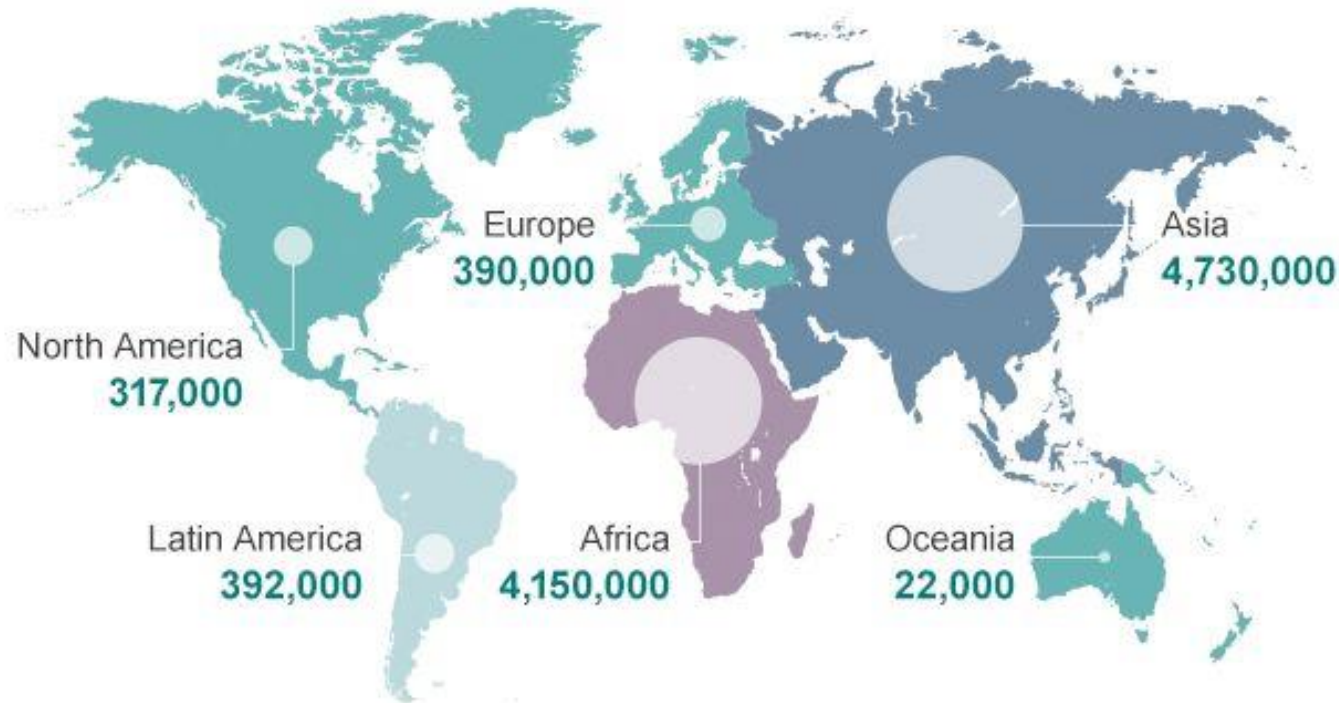 Europe
390,000
Asia
4,730,000
North America
317,000
Latin America
392,000
Africa
4,150,000
Oceania
22,000